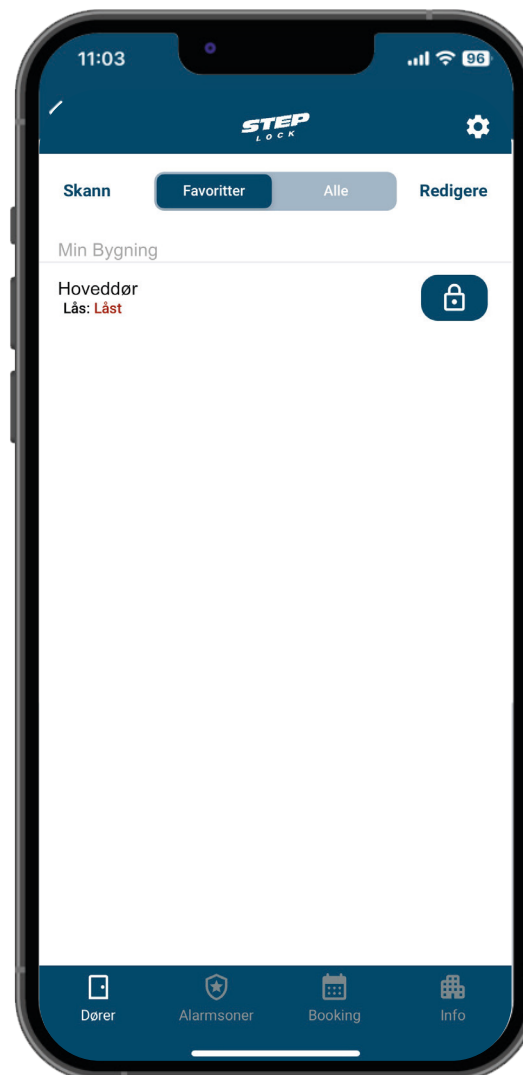 11:03
96
STEP
LOCK
Skann
Favoritter
Alle
Redigere
Min Bygning
Hoveddør
Lås: Låst
Dører
Alarmsoner
Booking
Info